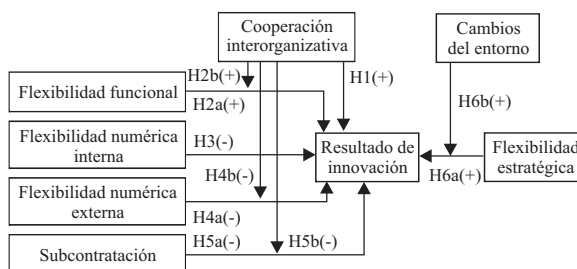 Cooperación
interorganizativa
Cambios
del entorno
H2b(+)
H1(+)
Flexibilidad funcional
H2a(+)
H6b(+)
Flexibilidad numérica
interna
H3(-)
Resultado de
innovación
Flexibilidad
estratégica
H4b(-)
H6a(+)
Flexibilidad numérica
externa
H4a(-)
Subcontratación
H5a(-)
H5b(-)